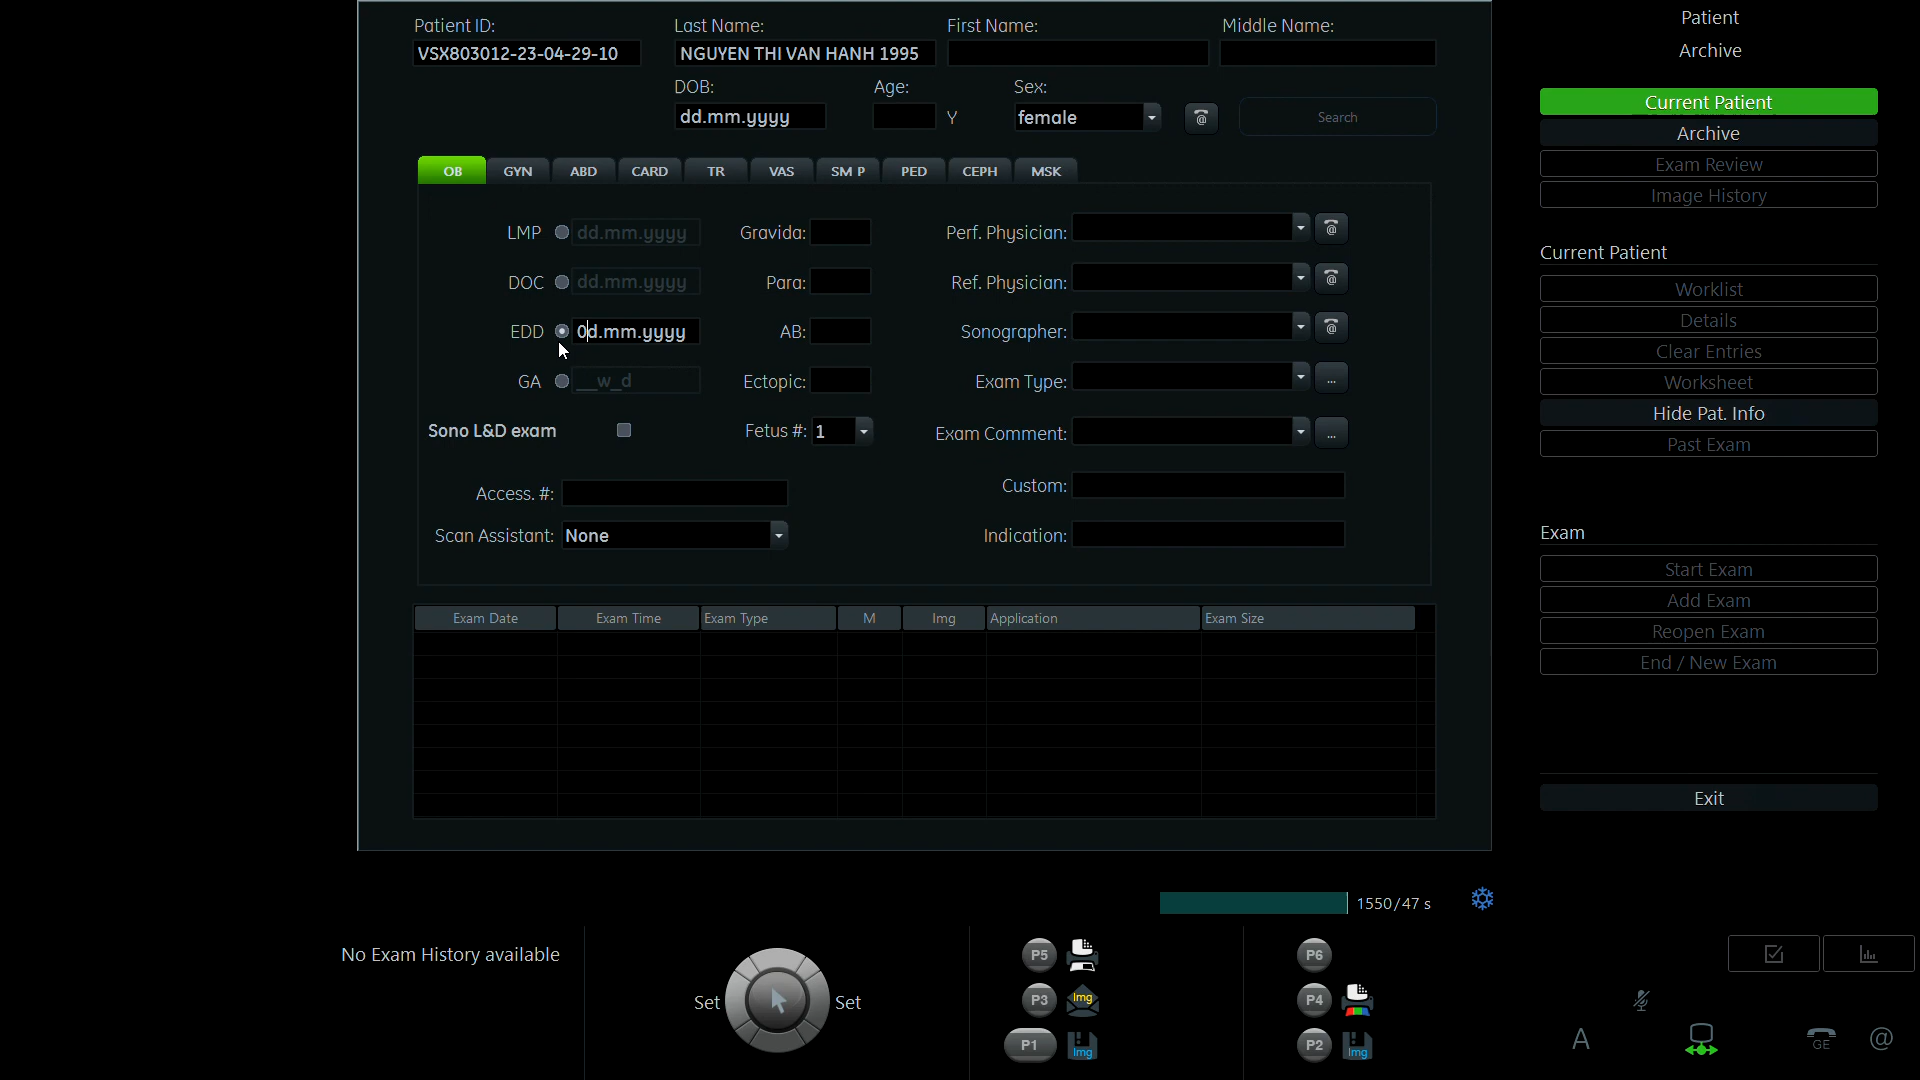 Patient ID: Last Name: First Name: Middle Name:
VSX803012-23-04-29-10 NGUYEN THI VAN HANH 1995
DOB: Age: Sex:
dd.mm.yyyy Y female @ Search
OB GYN ABD CARD TR VAS SM P PED CEPH MSK
LMP dd.mm.yyyy Gravida: Perf. Physician: @
DOC dd.mm.yyyy Para: Ref. Physician: @
EDD 0d.mm.yyyy AB: Sonographer: @
GA __w_d Ectopic: Exam Type: ...
Sono L&D exam Fetus #: 1 Exam Comment: ...
Access. #: Custom:
Scan Assistant: None Indication:
Exam Date Exam Time Exam Type M Img Application Exam Size
1550/47 s
No Exam History available
Set Set
P5
P3 Img
P1 Img
P6
P4
P2 Img
Patient
Archive
Current Patient
Archive
Exam Review
Image History
Current Patient
Worklist
Details
Clear Entries
Worksheet
Hide Pat. Info
Past Exam
Exam
Start Exam
Add Exam
Reopen Exam
End / New Exam
Exit
A GE @